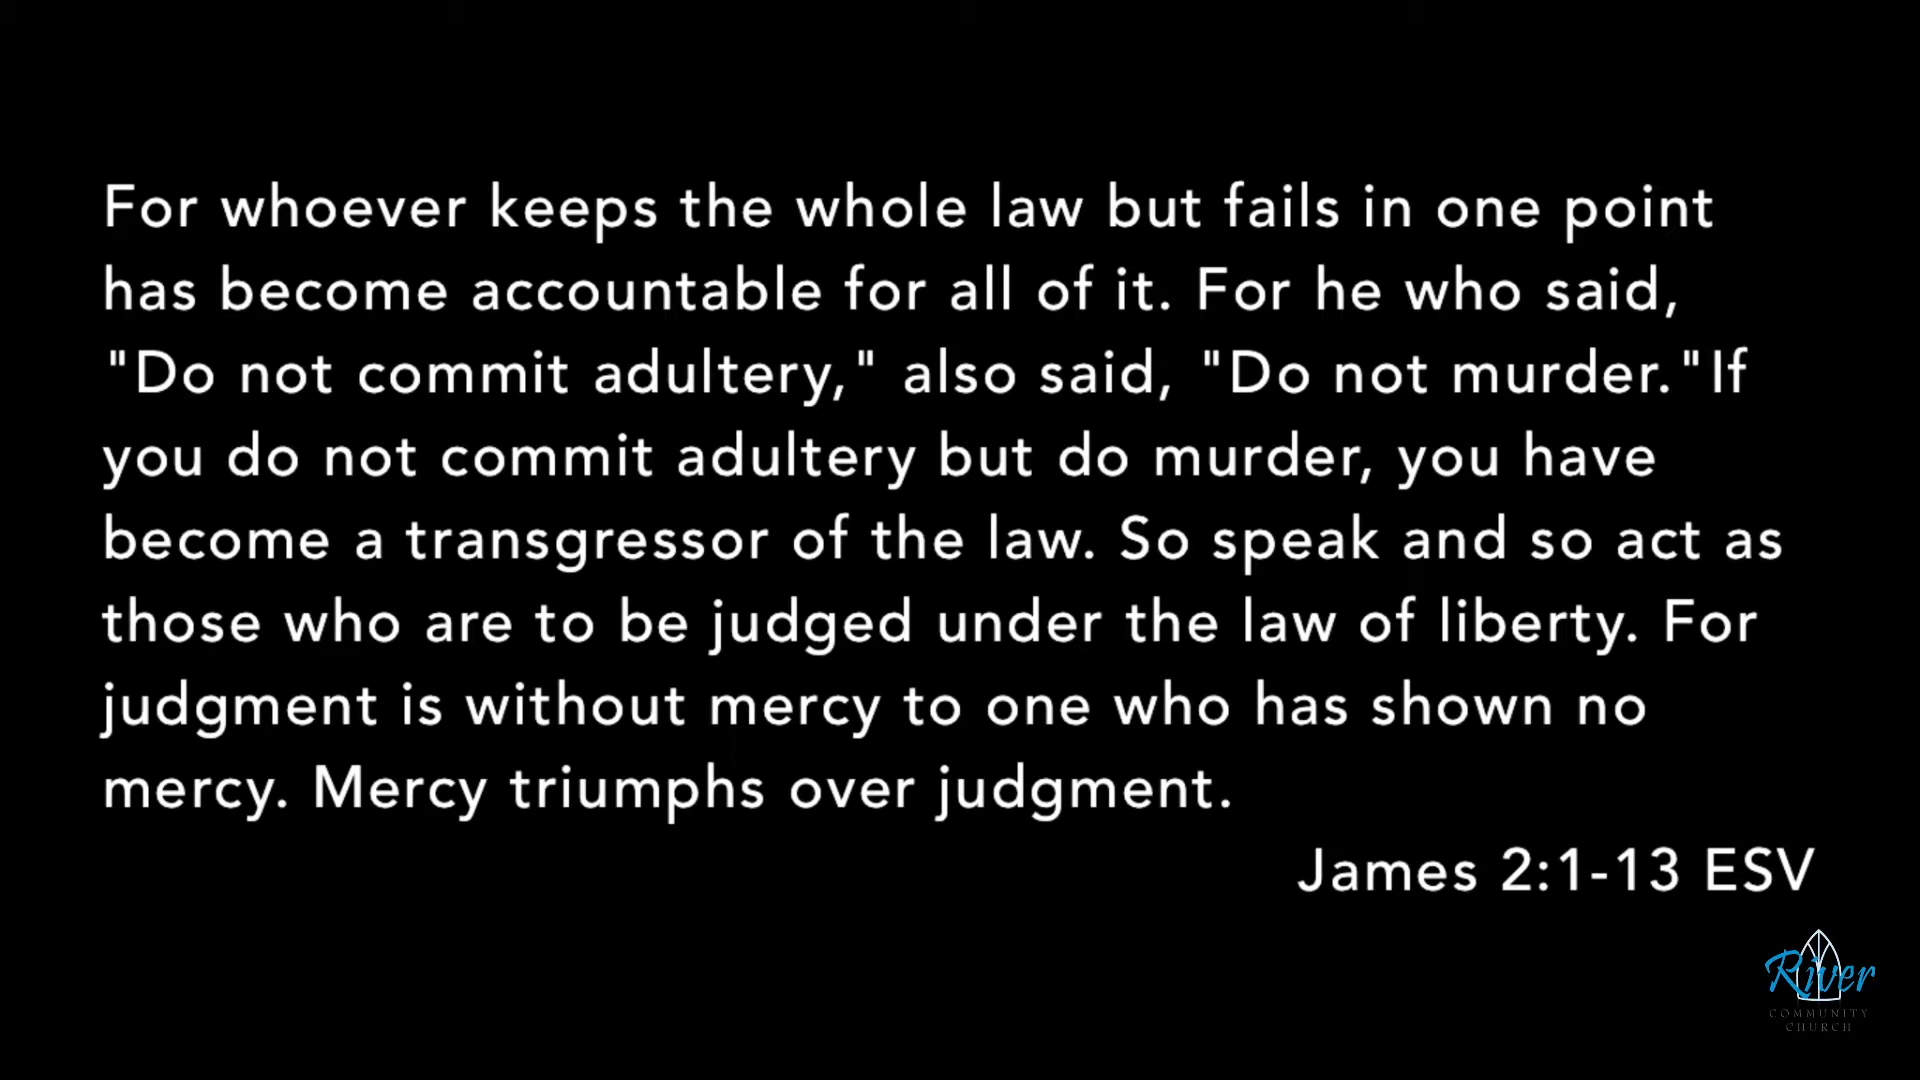 For whoever keeps the whole law but fails in one point
has become accountable for all of it. For he who said,
"Do not commit adultery," also said, "Do not murder."If
you do not commit adultery but do murder, you have
become a transgressor of the law. So speak and so act as
those who are to be judged under the law of liberty. For
judgment is without mercy to one who has shown no
mercy. Mercy triumphs over judgment.
James 2:1-13 ESV
River
COMMUNITY
CHURCH